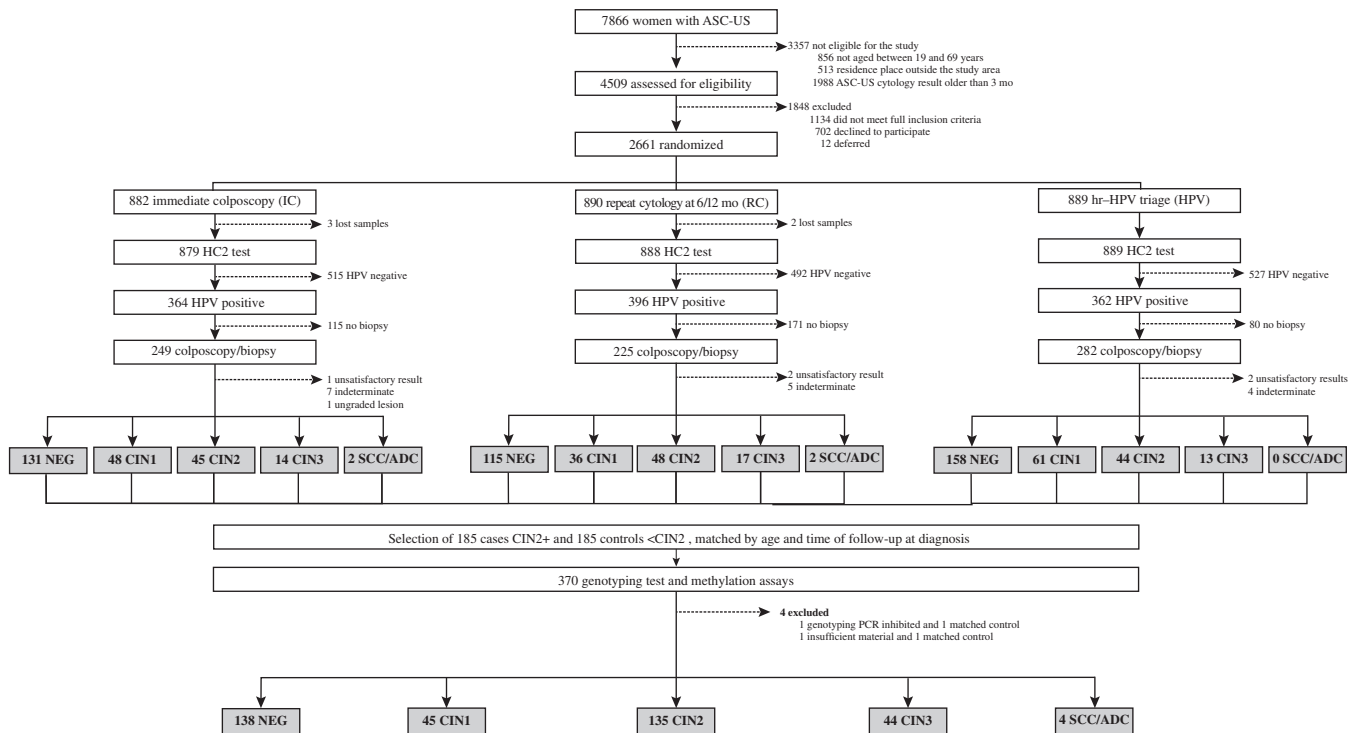 7866 women with ASC-US
3357 not eligible for the study
856 not aged between 19 and 69 years
513 residence place outside the study area
1988 ASC-US cytology result older than 3 mo
4509 assessed for eligibility
1848 excluded
1134 did not meet full inclusion criteria
702 declined to participate
12 deferred
2661 randomized
882 immediate colposcopy (IC)
3 lost samples
879 HC2 test
515 HPV negative
364 HPV positive
115 no biopsy
249 colposcopy/biopsy
1 unsatisfactory result
7 indeterminate
1 ungraded lesion
131 NEG
48 CIN1
45 CIN2
14 CIN3
2 SCC/ADC
890 repeat cytology at 6/12 mo (RC)
2 lost samples
888 HC2 test
492 HPV negative
396 HPV positive
171 no biopsy
225 colposcopy/biopsy
2 unsatisfactory result
5 indeterminate
115 NEG
36 CIN1
48 CIN2
17 CIN3
2 SCC/ADC
889 hr–HPV triage (HPV)
889 HC2 test
527 HPV negative
362 HPV positive
80 no biopsy
282 colposcopy/biopsy
2 unsatisfactory results
4 indeterminate
158 NEG
61 CIN1
44 CIN2
13 CIN3
0 SCC/ADC
Selection of 185 cases CIN2+ and 185 controls <CIN2 , matched by age and time of follow-up at diagnosis
370 genotyping test and methylation assays
4 excluded
1 genotyping PCR inhibited and 1 matched control
1 insufficient material and 1 matched control
138 NEG
45 CIN1
135 CIN2
44 CIN3
4 SCC/ADC